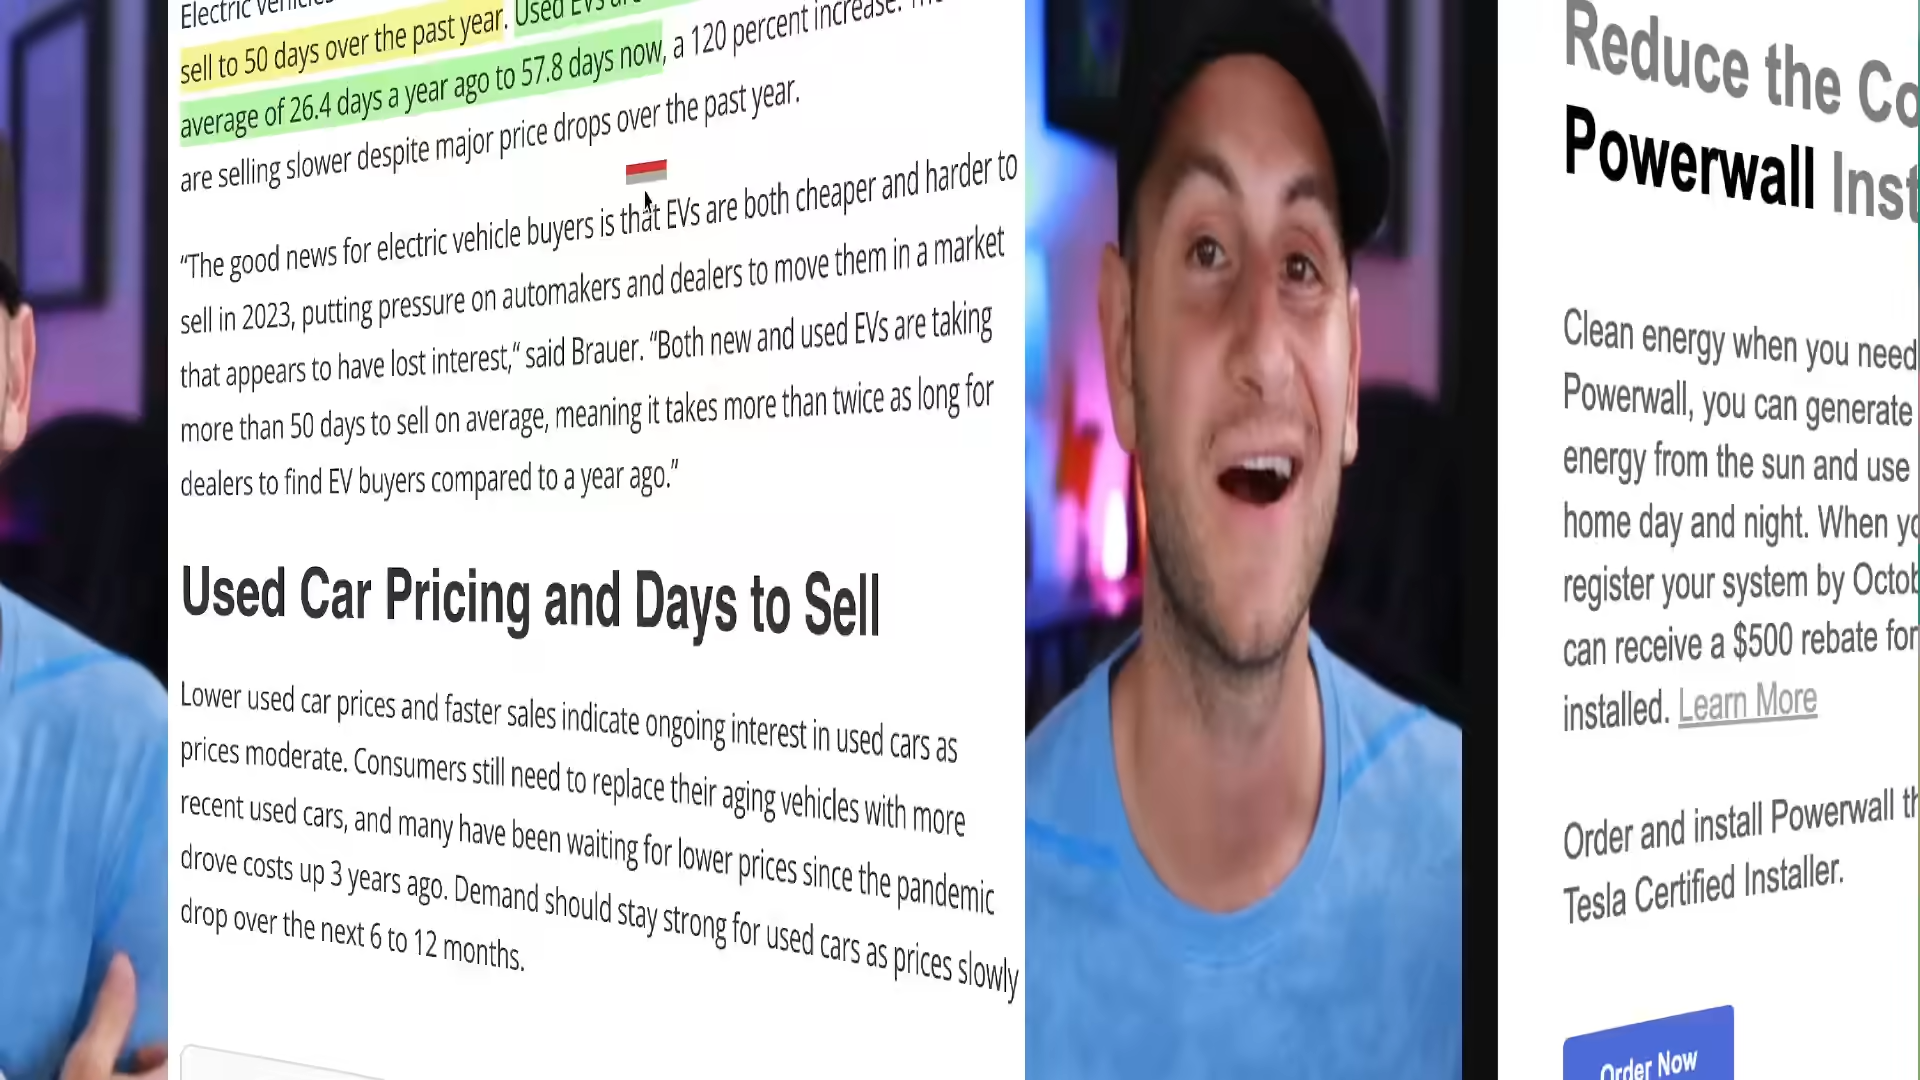 Electric vehicles
sell to 50 days over the past year. Used EVs are
average of 26.4 days a year ago to 57.8 days now, a 120 percent increase.
are selling slower despite major price drops over the past year.
“The good news for electric vehicle buyers is that EVs are both cheaper and harder to
sell in 2023, putting pressure on automakers and dealers to move them in a market
that appears to have lost interest,“ said Brauer. “Both new and used EVs are taking
more than 50 days to sell on average, meaning it takes more than twice as long for
dealers to find EV buyers compared to a year ago.”
Used Car Pricing and Days to Sell
Lower used car prices and faster sales indicate ongoing interest in used cars as
prices moderate. Consumers still need to replace their aging vehicles with more
recent used cars, and many have been waiting for lower prices since the pandemic
drove costs up 3 years ago. Demand should stay strong for used cars as prices slowly
drop over the next 6 to 12 months.
Reduce the Co
Powerwall Inst
Clean energy when you need
Powerwall, you can generate
energy from the sun and use
home day and night. When yo
register your system by Octob
can receive a $500 rebate for
installed. Learn More
Order and install Powerwall th
Tesla Certified Installer.
Order Now